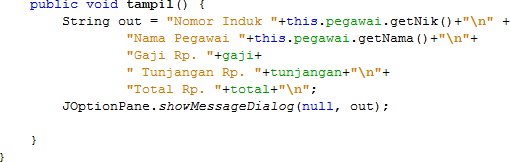 public void tampil() {
String out = "Nomor Induk "+this.pegawai.getNik()+"\n" +
"Nama Pegawai "+this.pegawai.getNama()+"\n"+
"Gaji Rp. "+gaji+
" Tunjangan Rp. "+tunjangan+"\n"+
"Total Rp. "+total+"\n";
JOptionPane.showMessageDialog(null, out);
}
}